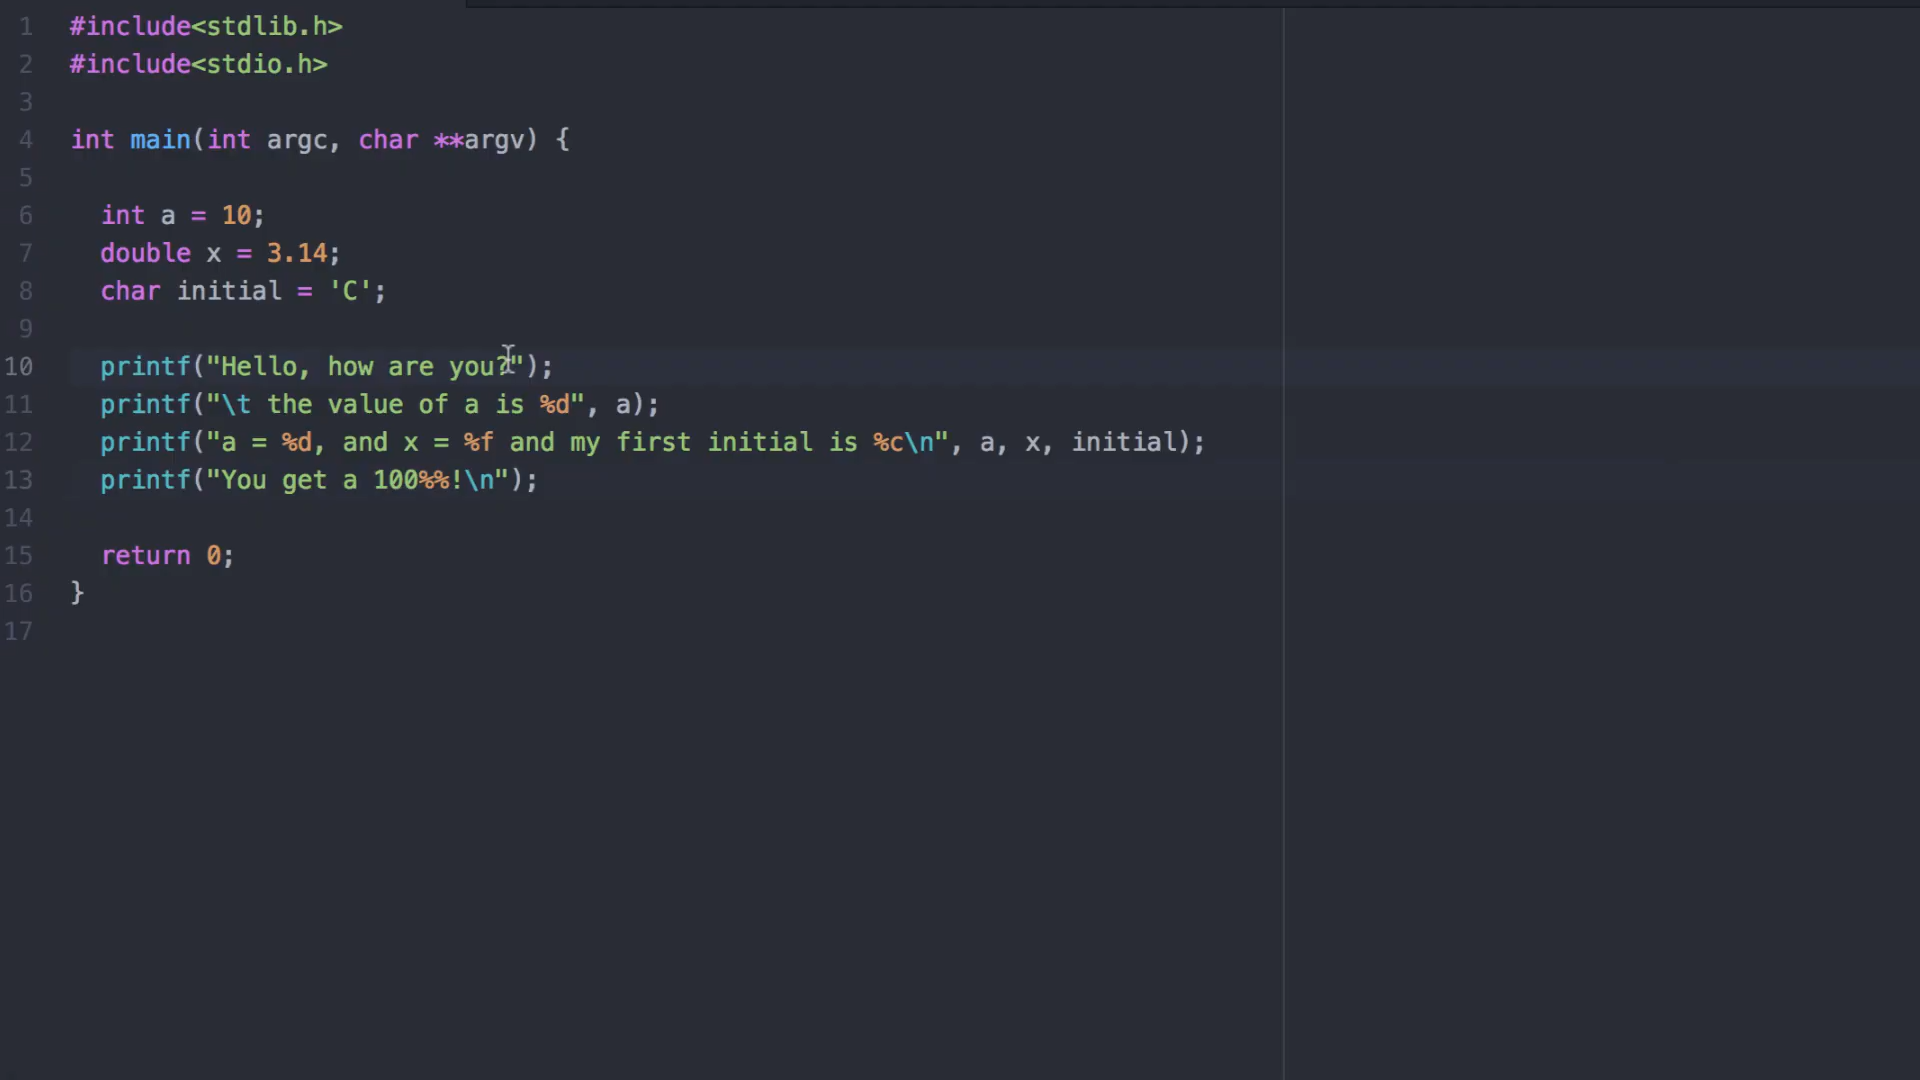 1 #include<stdlib.h>
2 #include<stdio.h>
3
4 int main(int argc, char **argv) {
5
6   int a = 10;
7   double x = 3.14;
8   char initial = 'C';
9
10   printf("Hello, how are you?");
11   printf("\t the value of a is %d", a);
12   printf("a = %d, and x = %f and my first initial is %c\n", a, x, initial);
13   printf("You get a 100%%!\n");
14
15   return 0;
16 }
17